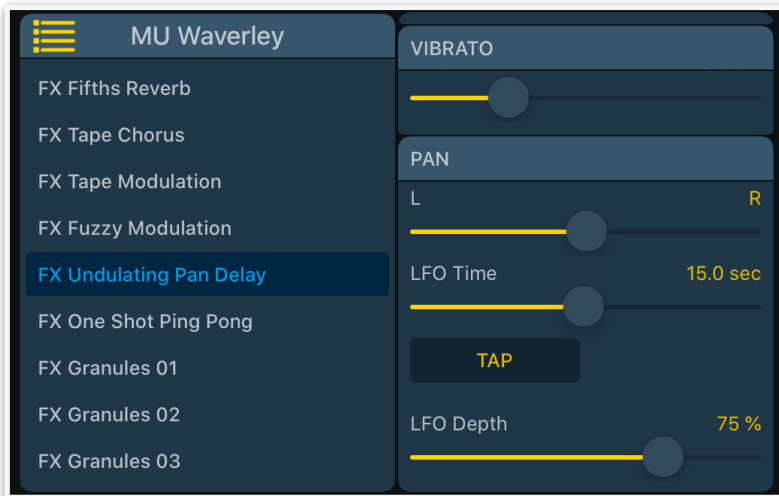 MU Waverley
FX Fifths Reverb
FX Tape Chorus
FX Tape Modulation
FX Fuzzy Modulation
FX Undulating Pan Delay
FX One Shot Ping Pong
FX Granules 01
FX Granules 02
FX Granules 03
VIBRATO
PAN
L R
LFO Time 15.0 sec
TAP
LFO Depth 75 %